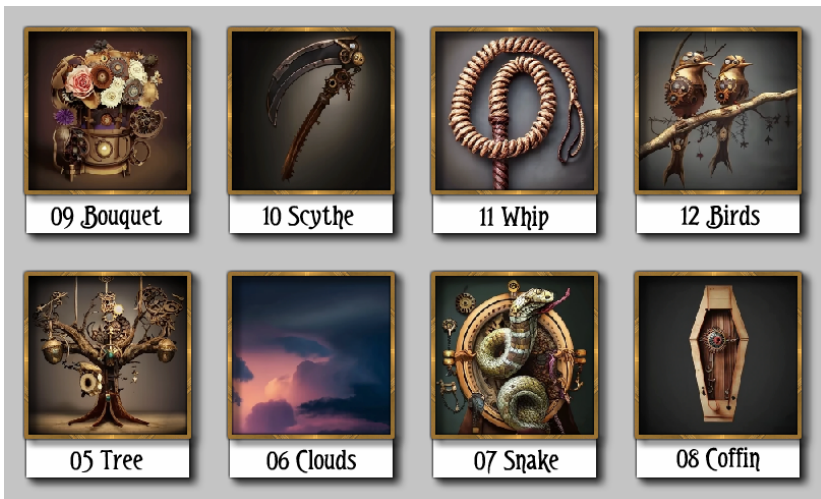 09 Bouquet
10 Scythe
11 Whip
12 Birds
05 Tree
06 Clouds
07 Snake
08 Coffin